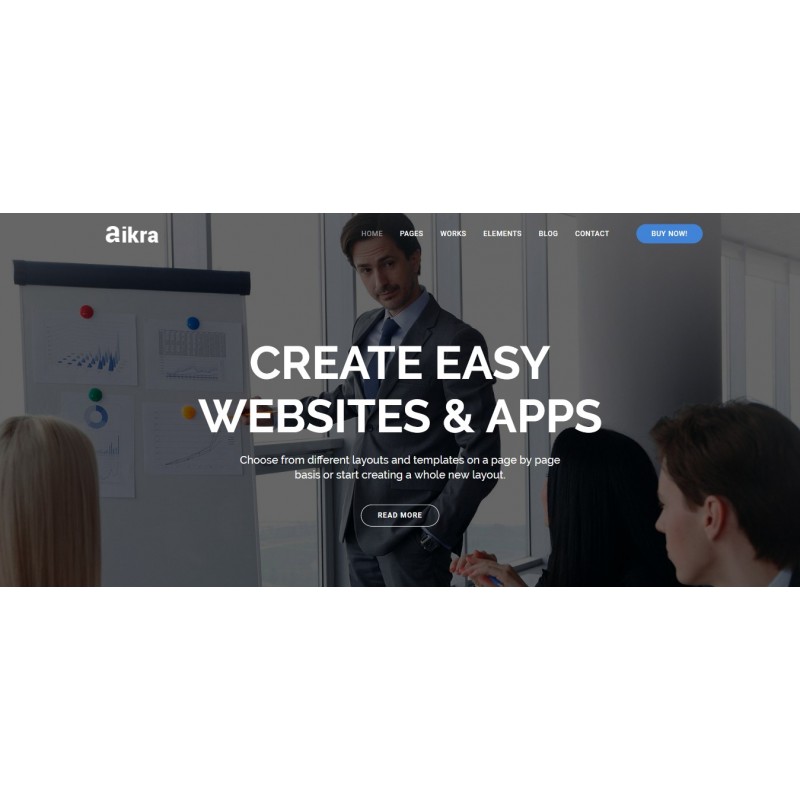 aikra
HOME PAGES WORKS ELEMENTS BLOG CONTACT BUY NOW!
CREATE EASY
WEBSITES & APPS
Choose from different layouts and templates on a page by page
basis or start creating a whole new layout.
READ MORE